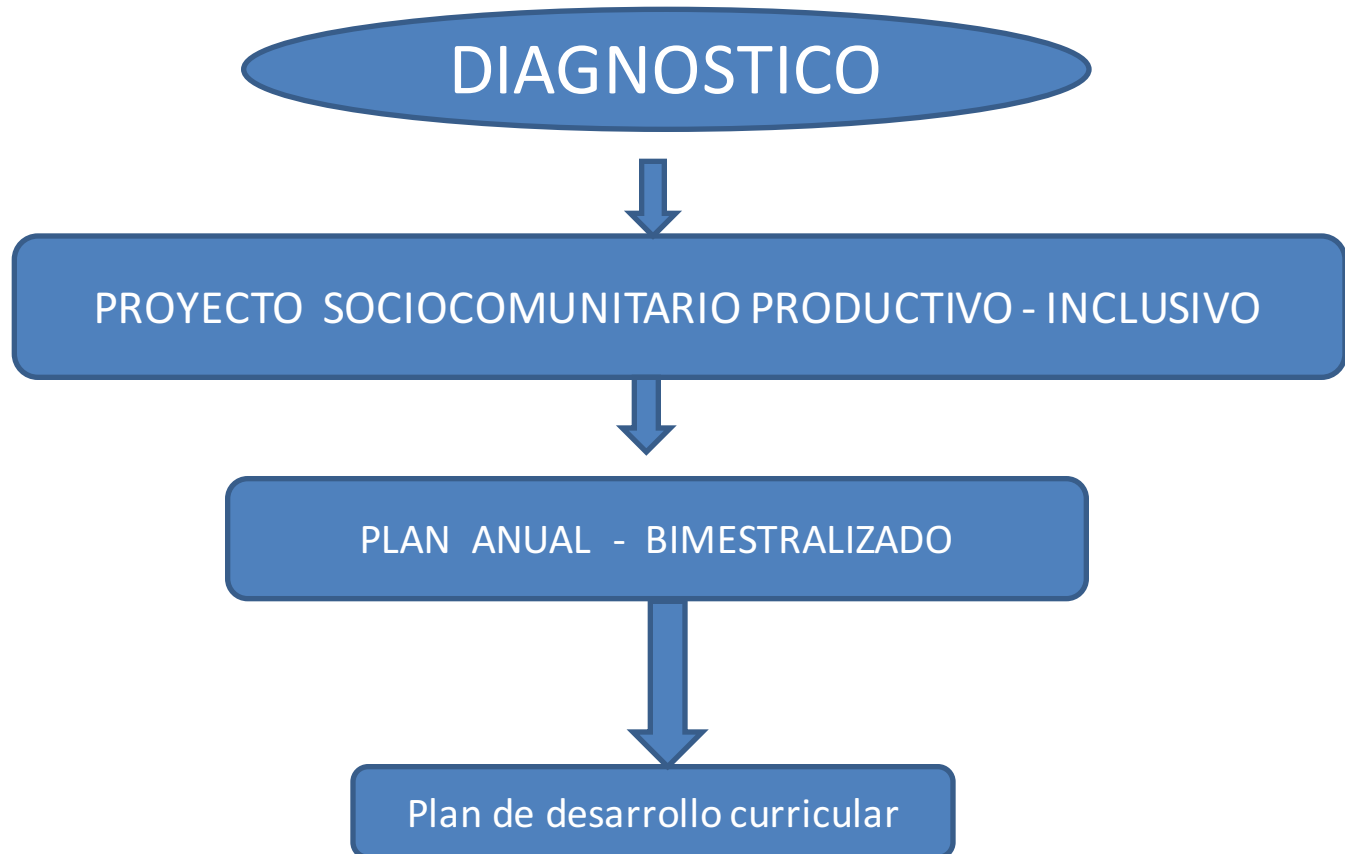 DIAGNOSTICO
PROYECTO SOCIOCOMUNITARIO PRODUCTIVO - INCLUSIVO
PLAN ANUAL - BIMESTRALIZADO
Plan de desarrollo curricular